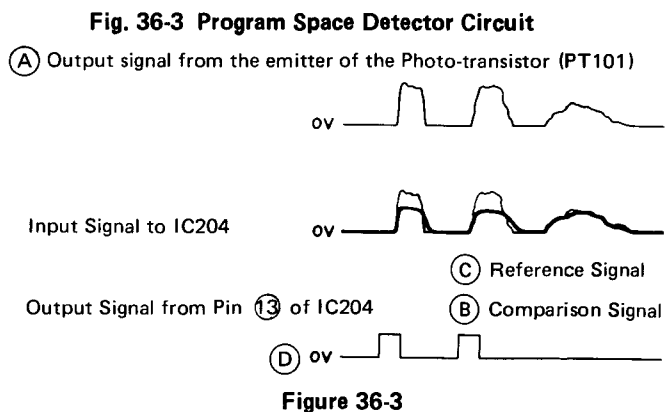 Fig. 36-3 Program Space Detector Circuit
Ⓐ Output signal from the emitter of the Photo-transistor (PT101)
0V
Input Signal to IC204
0V
Ⓒ Reference Signal
Output Signal from Pin ⑬ of IC204
Ⓑ Comparison Signal
Ⓓ 0V
Figure 36-3